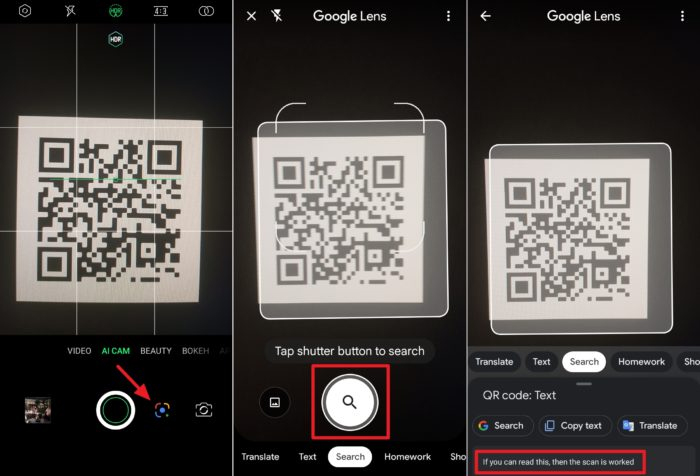 HDR
4:3
HDR
VIDEO
AI CAM
BEAUTY
BOKEH
Google Lens
Tap shutter button to search
Translate
Text
Search
Homework
Sho
Google Lens
Translate
Text
Search
Homework
Sho
QR code: Text
Search
Copy text
Translate
If you can read this, then the scan is worked